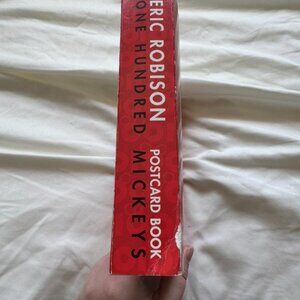 ERIC ROBISON POSTCARD BOOK
ONE HUNDRED MICKEYS